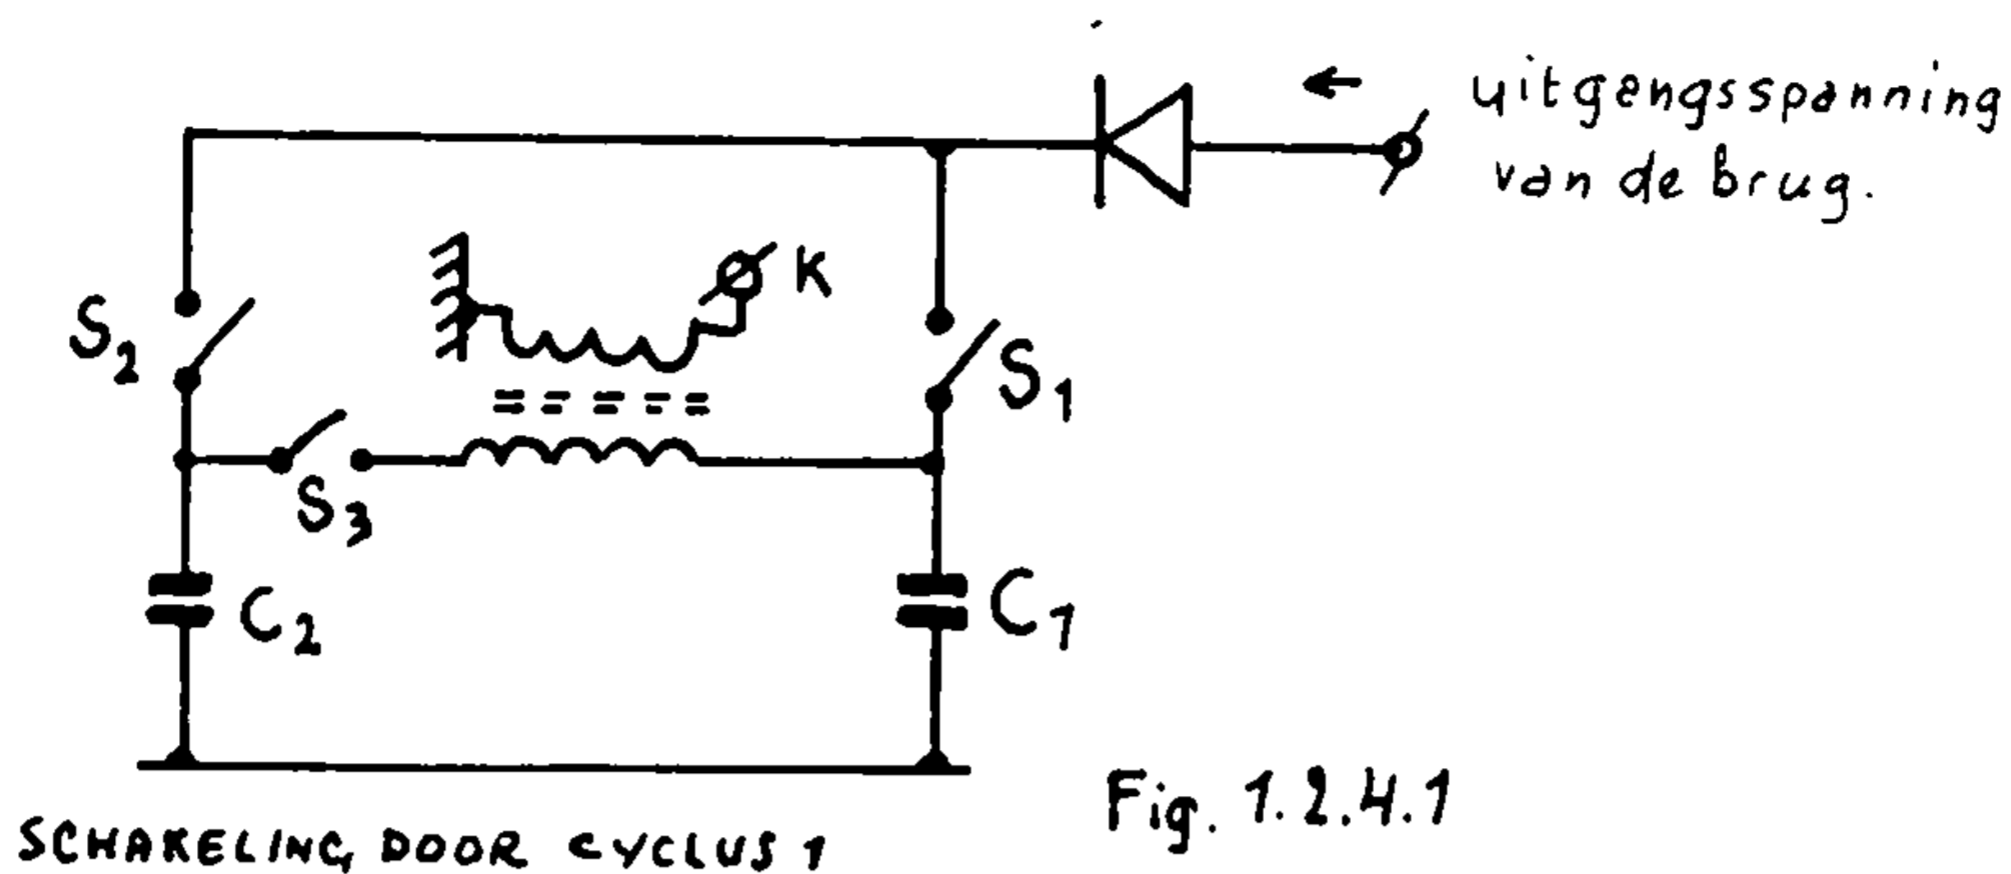 ← uitgengsspanning
van de brug.
K
S2
S1
S3
C2
C1
Fig. 1.2.4.1
SCHAKELING DOOR CYCLUS 1